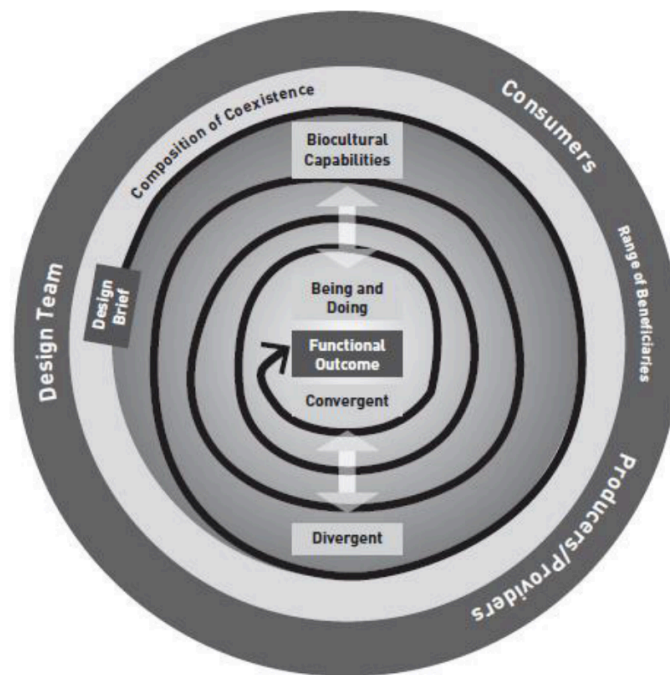 Composition of Coexistence
Consumers
Biocultural
Capabilities
Design Team
Design
Brief
Range of Beneficiaries
Being and
Doing
Functional
Outcome
Convergent
Divergent
Producers/Providers